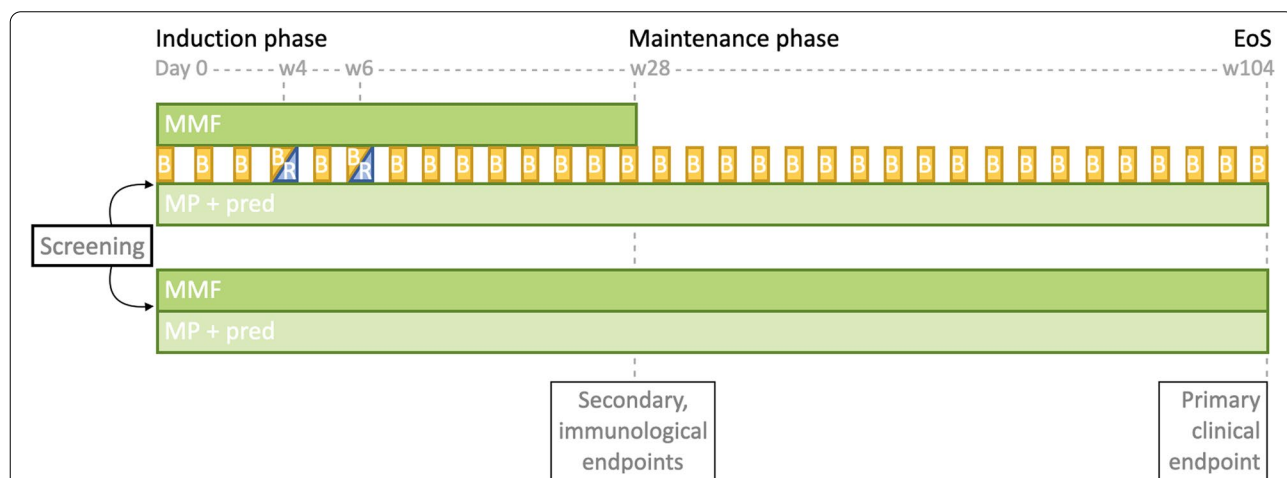 Induction phase Maintenance phase EoS
Day 0 w4 w6 w28 w104
MMF
B B B B R B B R B B B B B B B B B B B B B B B B B B B B B B B B B B B
MP + pred
Screening
MMF
MP + pred
Secondary,
immunological
endpoints
Primary
clinical
endpoint